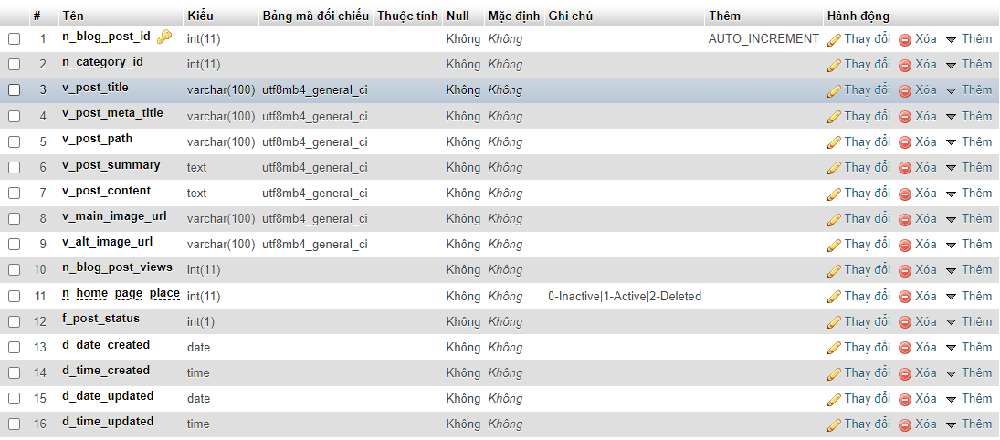 # Tên Kiểu Bảng mã đối chiếu Thuộc tính Null Mặc định Ghi chú Thêm Hành động
1 n_blog_post_id int(11) Không Không AUTO_INCREMENT Thay đổi Xóa Thêm
2 n_category_id int(11) Không Không Thay đổi Xóa Thêm
3 v_post_title varchar(100) utf8mb4_general_ci Không Không Thay đổi Xóa Thêm
4 v_post_meta_title varchar(100) utf8mb4_general_ci Không Không Thay đổi Xóa Thêm
5 v_post_path varchar(100) utf8mb4_general_ci Không Không Thay đổi Xóa Thêm
6 v_post_summary text utf8mb4_general_ci Không Không Thay đổi Xóa Thêm
7 v_post_content text utf8mb4_general_ci Không Không Thay đổi Xóa Thêm
8 v_main_image_url varchar(100) utf8mb4_general_ci Không Không Thay đổi Xóa Thêm
9 v_alt_image_url varchar(100) utf8mb4_general_ci Không Không Thay đổi Xóa Thêm
10 n_blog_post_views int(11) Không Không Thay đổi Xóa Thêm
11 n_home_page_place int(11) Không Không 0-Inactive|1-Active|2-Deleted Thay đổi Xóa Thêm
12 f_post_status int(1) Không Không Thay đổi Xóa Thêm
13 d_date_created date Không Không Thay đổi Xóa Thêm
14 d_time_created time Không Không Thay đổi Xóa Thêm
15 d_date_updated date Không Không Thay đổi Xóa Thêm
16 d_time_updated time Không Không Thay đổi Xóa Thêm